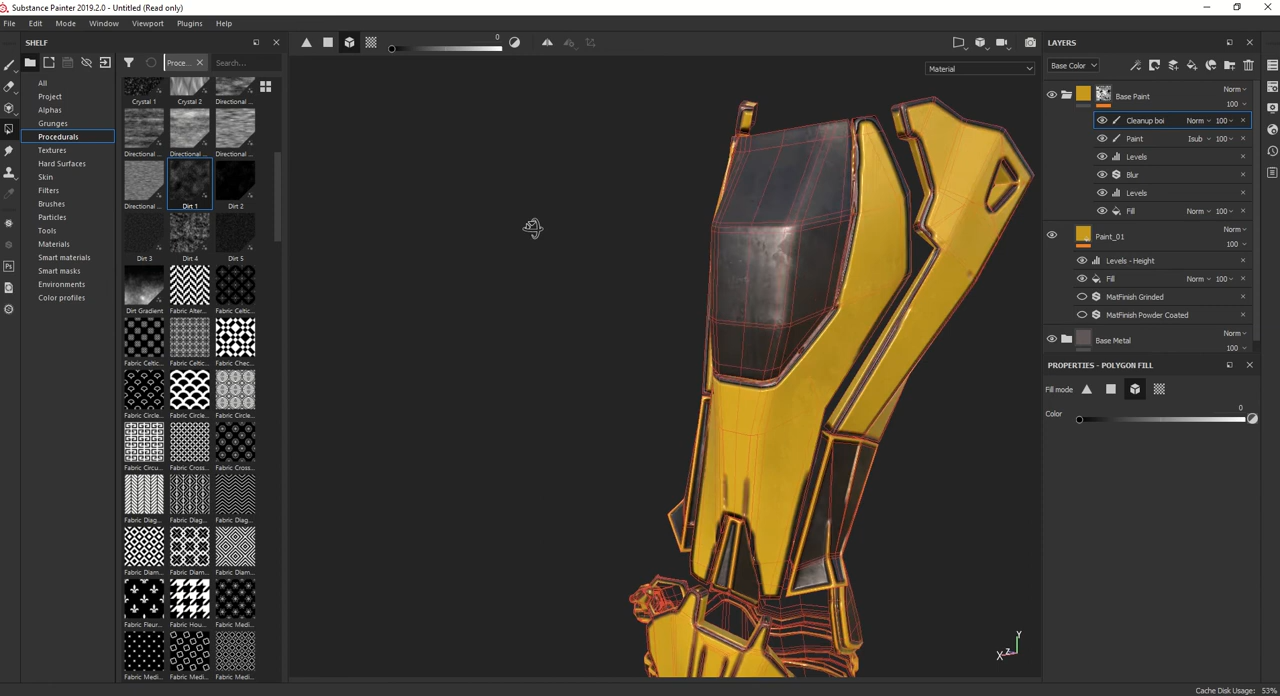 Substance Painter 2019.2.0 - Untitled (Read only)
File Edit Mode Window Viewport Plugins Help
SHELF
Proce...
Search...
All
Project
Alphas
Grunges
Procedurals
Textures
Hard Surfaces
Skin
Filters
Brushes
Particles
Tools
Materials
Smart materials
Smart masks
Environments
Color profiles
Crystal 1 Crystal 2 Directional ...
Directional ... Directional ... Directional ...
Directional ... Dirt 1 Dirt 2
Dirt 3 Dirt 4 Dirt 5
Dirt Gradient Fabric Alter... Fabric Celtic...
Fabric Celtic... Fabric Celtic... Fabric Chec...
Fabric Circle... Fabric Circle... Fabric Circle...
Fabric Circu... Fabric Cross... Fabric Cross...
Fabric Diag... Fabric Diag... Fabric Diag...
Fabric Diam... Fabric Diam... Fabric Diam...
Fabric Fleur... Fabric Hou... Fabric Medi...
Fabric Medi... Fabric Medi... Fabric Medi...
0
Material
Y
Z
X
LAYERS
Base Color
Base Paint Norm 100
Cleanup boi Norm 100
Paint lsub 100
Levels
Blur
Levels
Fill Norm 100
Paint_01 Norm 100
Levels - Height
Fill Norm 100
MatFinish Grinded
MatFinish Powder Coated
Base Metal Norm 100
PROPERTIES - POLYGON FILL
Fill mode
Color 0
Ps
Cache Disk Usage: 53%